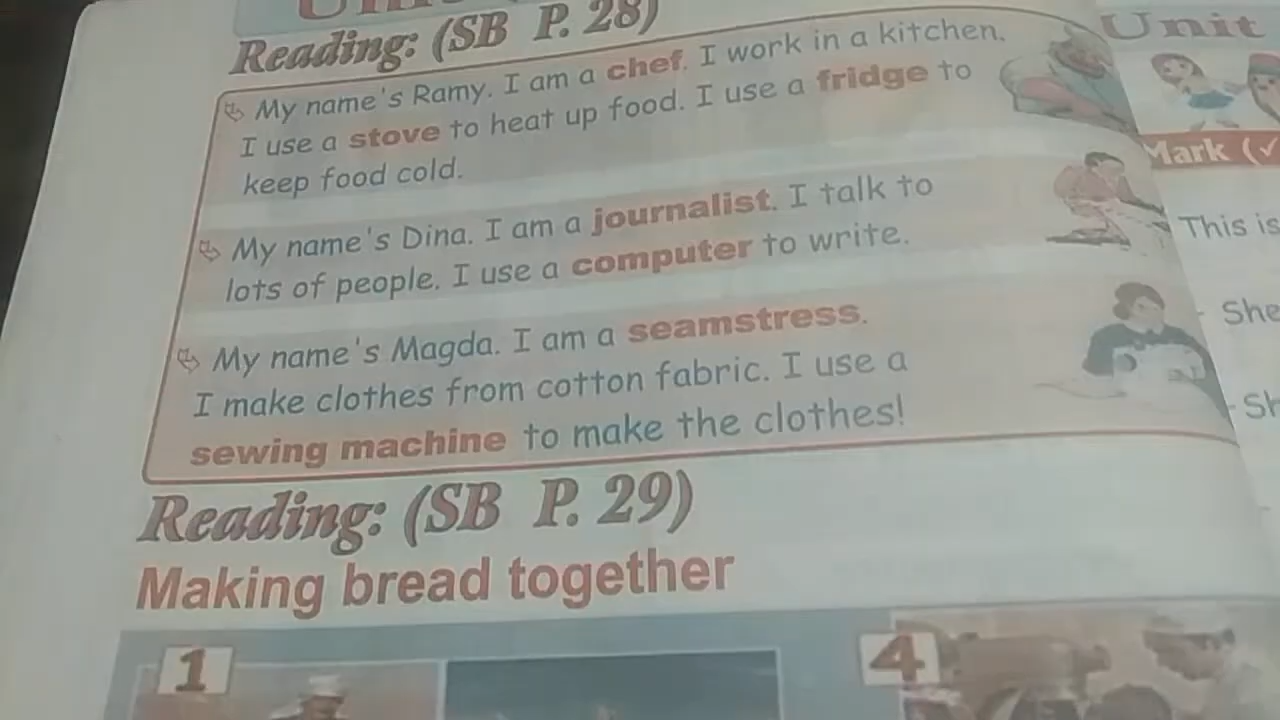 Reading: (SB P. 28)
My name's Ramy. I am a chef. I work in a kitchen.
I use a stove to heat up food. I use a fridge to
keep food cold.
My name's Dina. I am a journalist. I talk to
lots of people. I use a computer to write.
My name's Magda. I am a seamstress.
I make clothes from cotton fabric. I use a
sewing machine to make the clothes!
Reading: (SB P. 29)
Making bread together
1
4
Unit
Mark (✓
This is
She